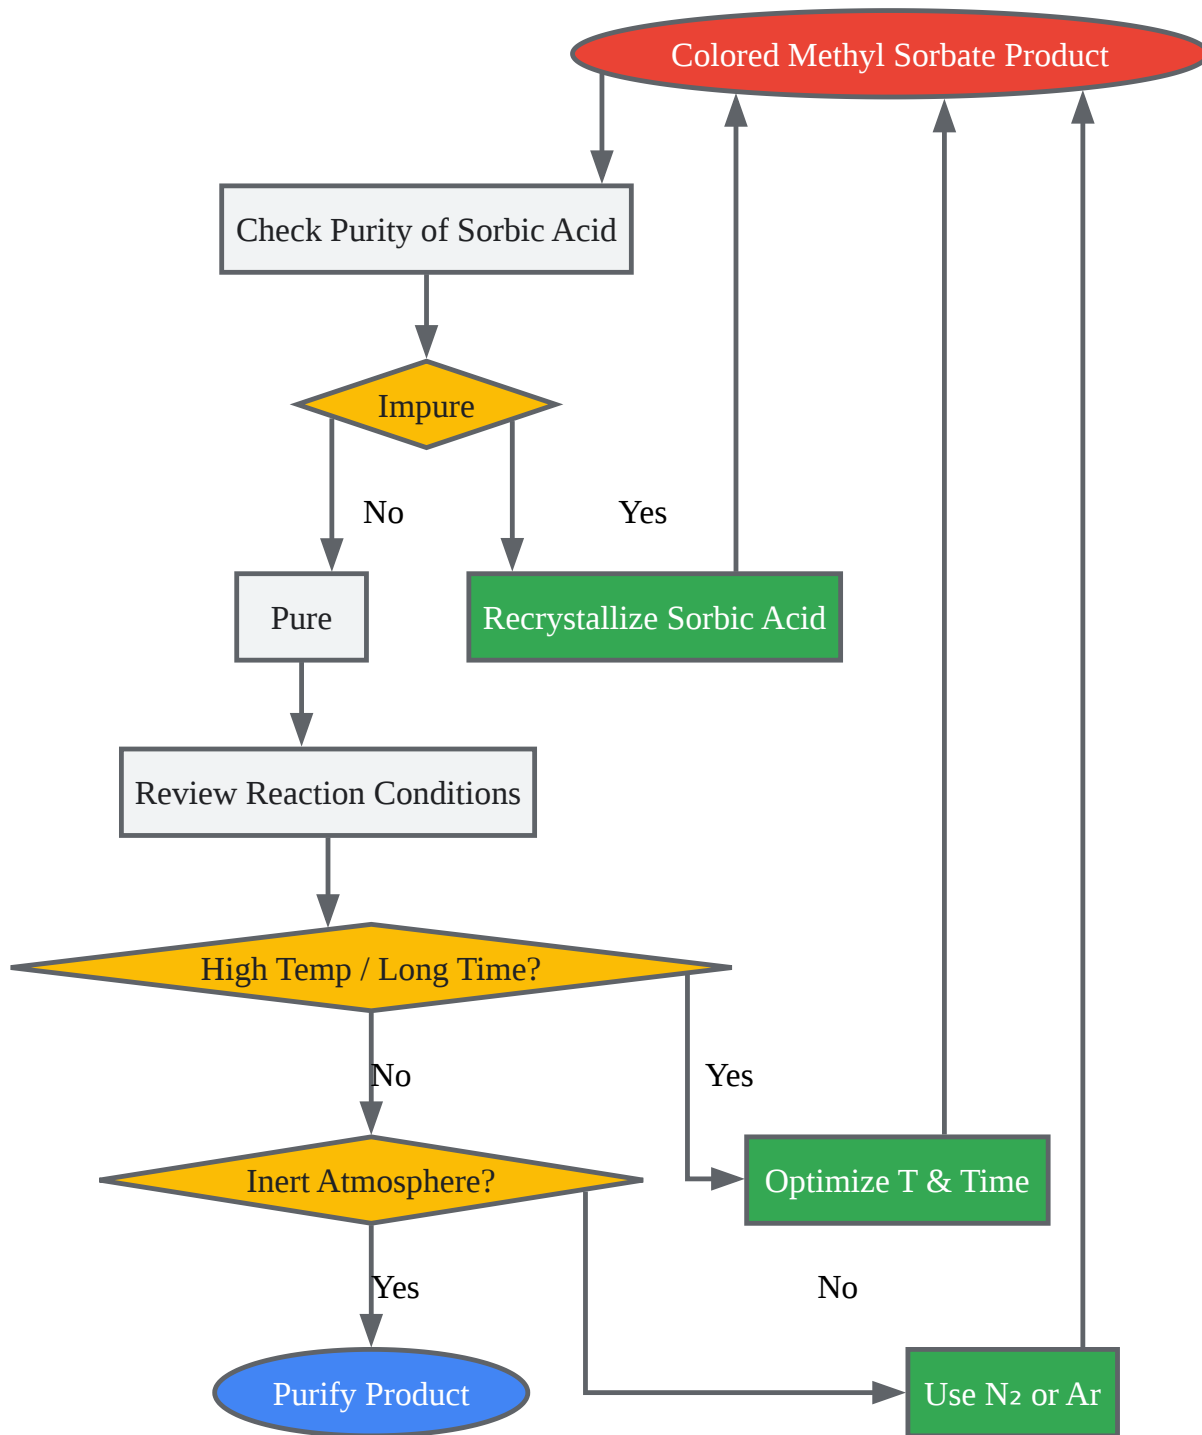 Colored Methyl Sorbate Product
Check Purity of Sorbic Acid
Impure
No
Yes
Pure
Recrystallize Sorbic Acid
Review Reaction Conditions
High Temp / Long Time?
No
Yes
Inert Atmosphere?
Optimize T & Time
Yes
No
Purify Product
Use N₂ or Ar